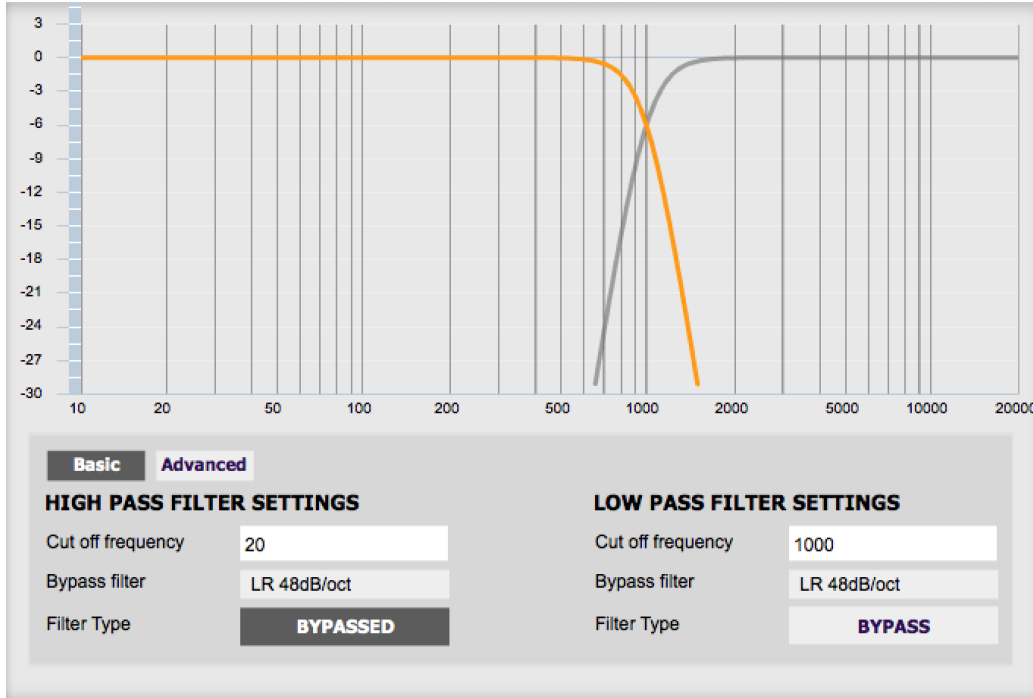 3
0
-3
-6
-9
-12
-15
-18
-21
-24
-27
-30
10 20 50 100 200 500 1000 2000 5000 10000 20000
Basic Advanced
HIGH PASS FILTER SETTINGS LOW PASS FILTER SETTINGS
Cut off frequency 20 Cut off frequency 1000
Bypass filter LR 48dB/oct Bypass filter LR 48dB/oct
Filter Type BYPASSED Filter Type BYPASS